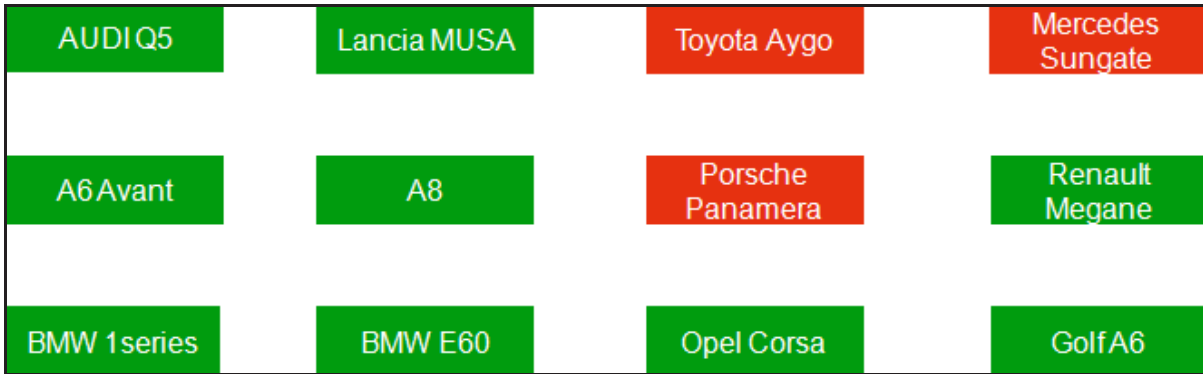 AUDI Q5
Lancia MUSA
Toyota Aygo
Mercedes
Sungate
A6 Avant
A8
Porsche
Panamera
Renault
Megane
BMW 1series
BMW E60
Opel Corsa
Golf A6